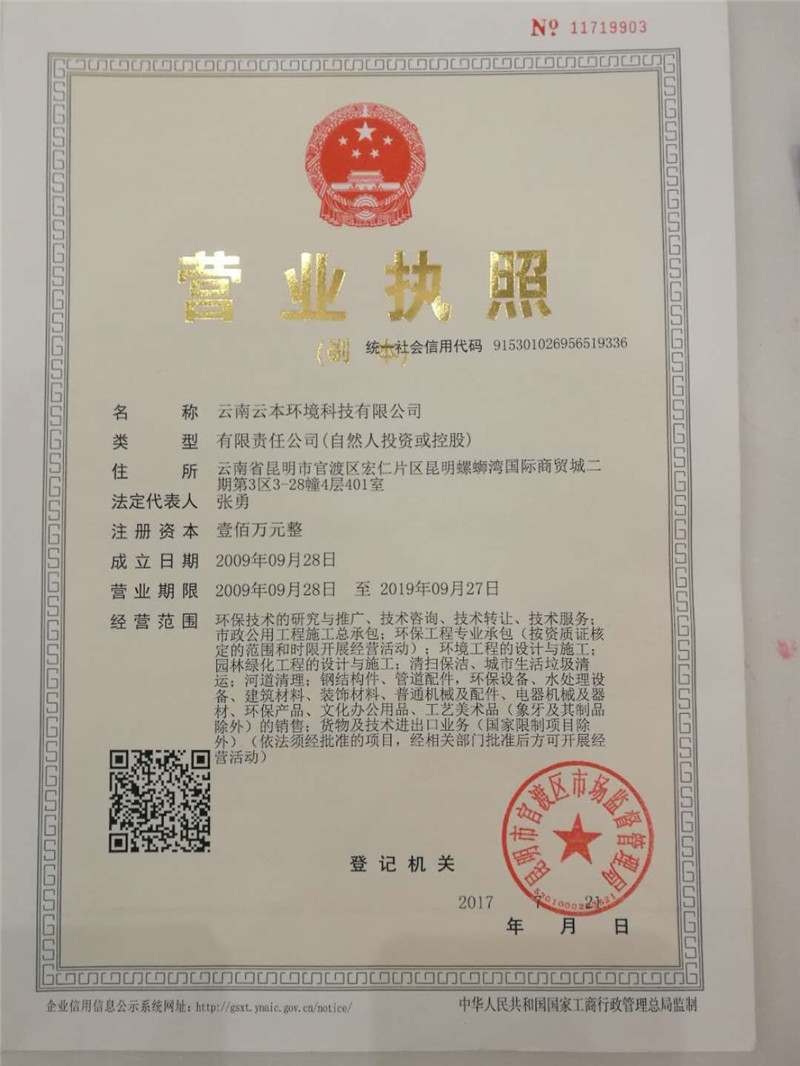 № 11719903
营业执照
(副 本)
统一社会信用代码 915301026956519336
名 称 云南云本环境科技有限公司
类 型 有限责任公司(自然人投资或控股)
住 所 云南省昆明市官渡区宏仁片区昆明螺蛳湾国际商贸城二
期第3区3-28幢4层401室
法定代表人 张勇
注册资本 壹佰万元整
成立日期 2009年09月28日
营业期限 2009年09月28日 至 2019年09月27日
经营范围 环保技术的研究与推广、技术咨询、技术转让、技术服务;
市政公用工程施工总承包;环保工程专业承包（按资质证核
定的范围和时限开展经营活动）;环境工程的设计与施工;
园林绿化工程的设计与施工;清扫保洁、城市生活垃圾清
运;河道清理;钢结构件、管道配件,环保设备、水处理设
备、建筑材料、装饰材料、普通机械及配件、电器机械及器
材、环保产品、文化办公用品、工艺美术品（象牙及其制品
除外）的销售;货物及技术进出口业务（国家限制项目除
外）（依法须经批准的项目,经相关部门批准后方可开展经
营活动）
昆明市官渡区市场监督管理局
登记机关
2017 7 21
年 月 日
企业信用信息公示系统网址: http://gsxt.ynaic.gov.cn/notice/
中华人民共和国国家工商行政管理总局监制